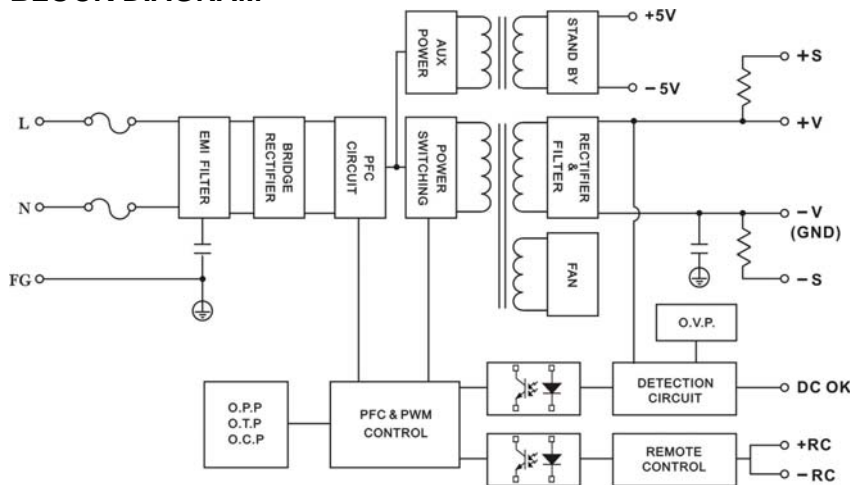 BLOCK DIAGRAM
AUX
POWER
STAND BY
+5V
−5V
+S
L
EMI FILTER
BRIDGE
RECTIFIER
PFC
CIRCUIT
POWER
SWITCHING
RECTIFIER
&
FILTER
+V
N
−V
(GND)
FG
FAN
−S
O.V.P.
O.P.P
O.T.P
O.C.P
PFC & PWM
CONTROL
DETECTION
CIRCUIT
DC OK
REMOTE
CONTROL
+RC
−RC